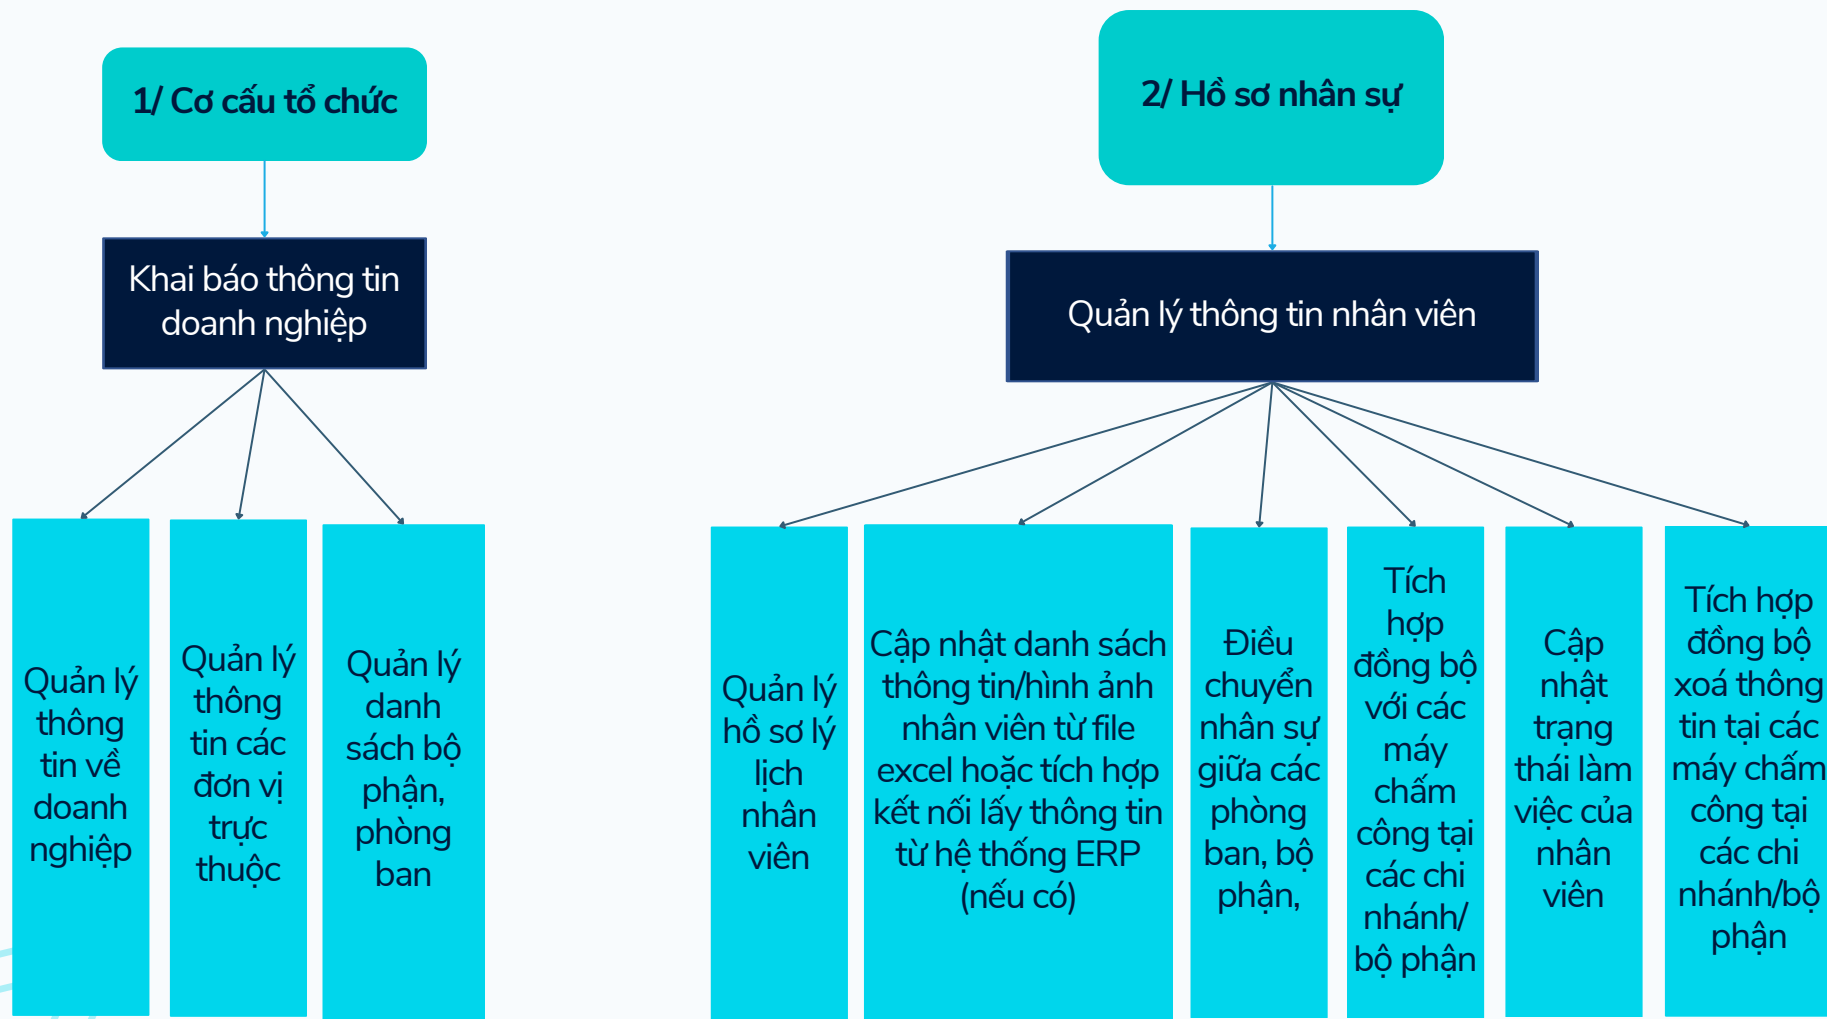 1/ Cơ cấu tổ chức
Khai báo thông tin
doanh nghiệp
Quản lý
thông
tin về
doanh
nghiệp
Quản lý
thông
tin các
đơn vị
trực
thuộc
Quản lý
danh
sách bộ
phận,
phòng
ban
2/ Hồ sơ nhân sự
Quản lý thông tin nhân viên
Quản lý
hồ sơ lý
lịch
nhân
viên
Cập nhật danh sách
thông tin/hình ảnh
nhân viên từ file
excel hoặc tích hợp
kết nối lấy thông tin
từ hệ thống ERP
(nếu có)
Điều
chuyển
nhân sự
giữa các
phòng
ban, bộ
phận,
Tích
hợp
đồng bộ
với các
máy
chấm
công tại
các chi
nhánh/
bộ phận
Cập
nhật
trạng
thái làm
việc của
nhân
viên
Tích hợp
đồng bộ
xoá thông
tin tại các
máy chấm
công tại
các chi
nhánh/bộ
phận